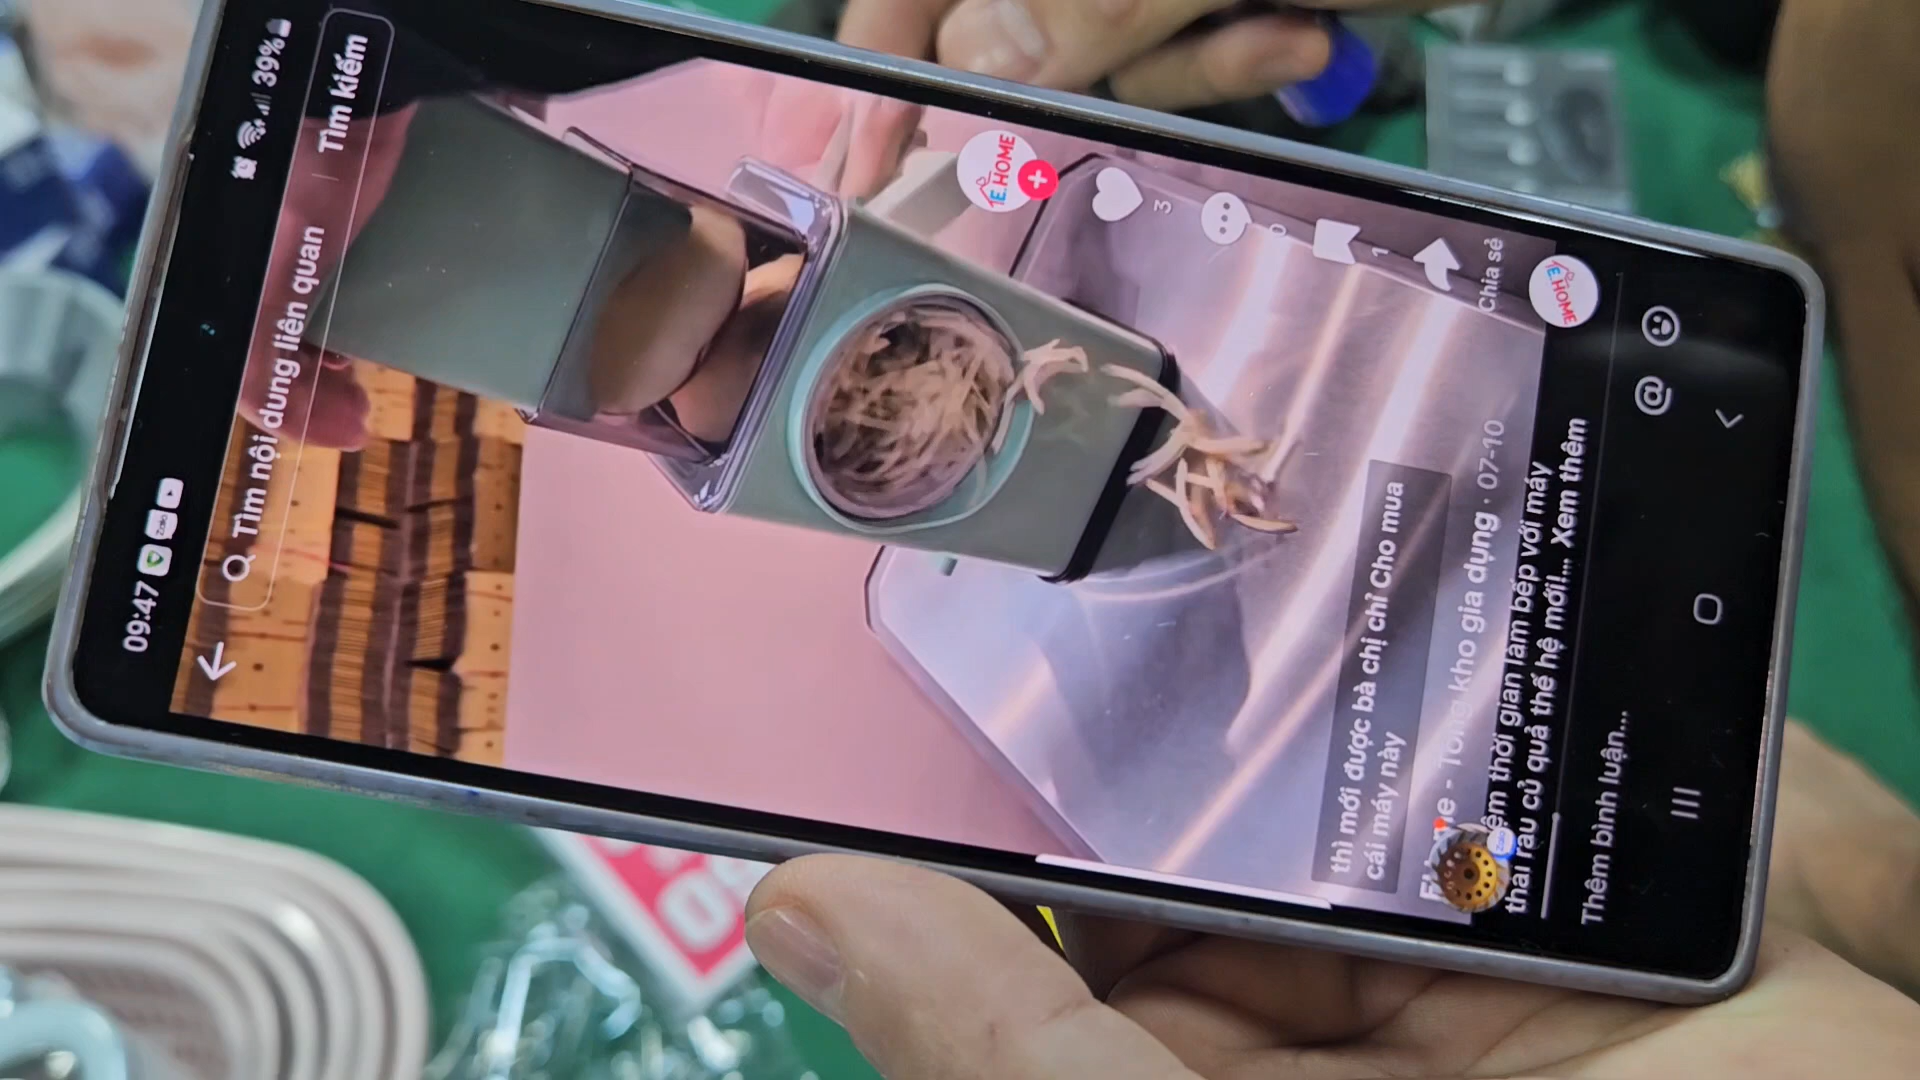 09:47
Zalo
39%
Tìm nội dung liên quan
Tìm kiếm
E.HOME
3
0
1
Chia sẻ
E.HOME
thì mới được bà chị chỉ Cho mua
cái máy này
- Tổng kho gia dụng · 07-10
thời gian làm bếp với máy
thái rau củ quả thế hệ mới!... Xem thêm
Zalo
Thêm bình luận...
@